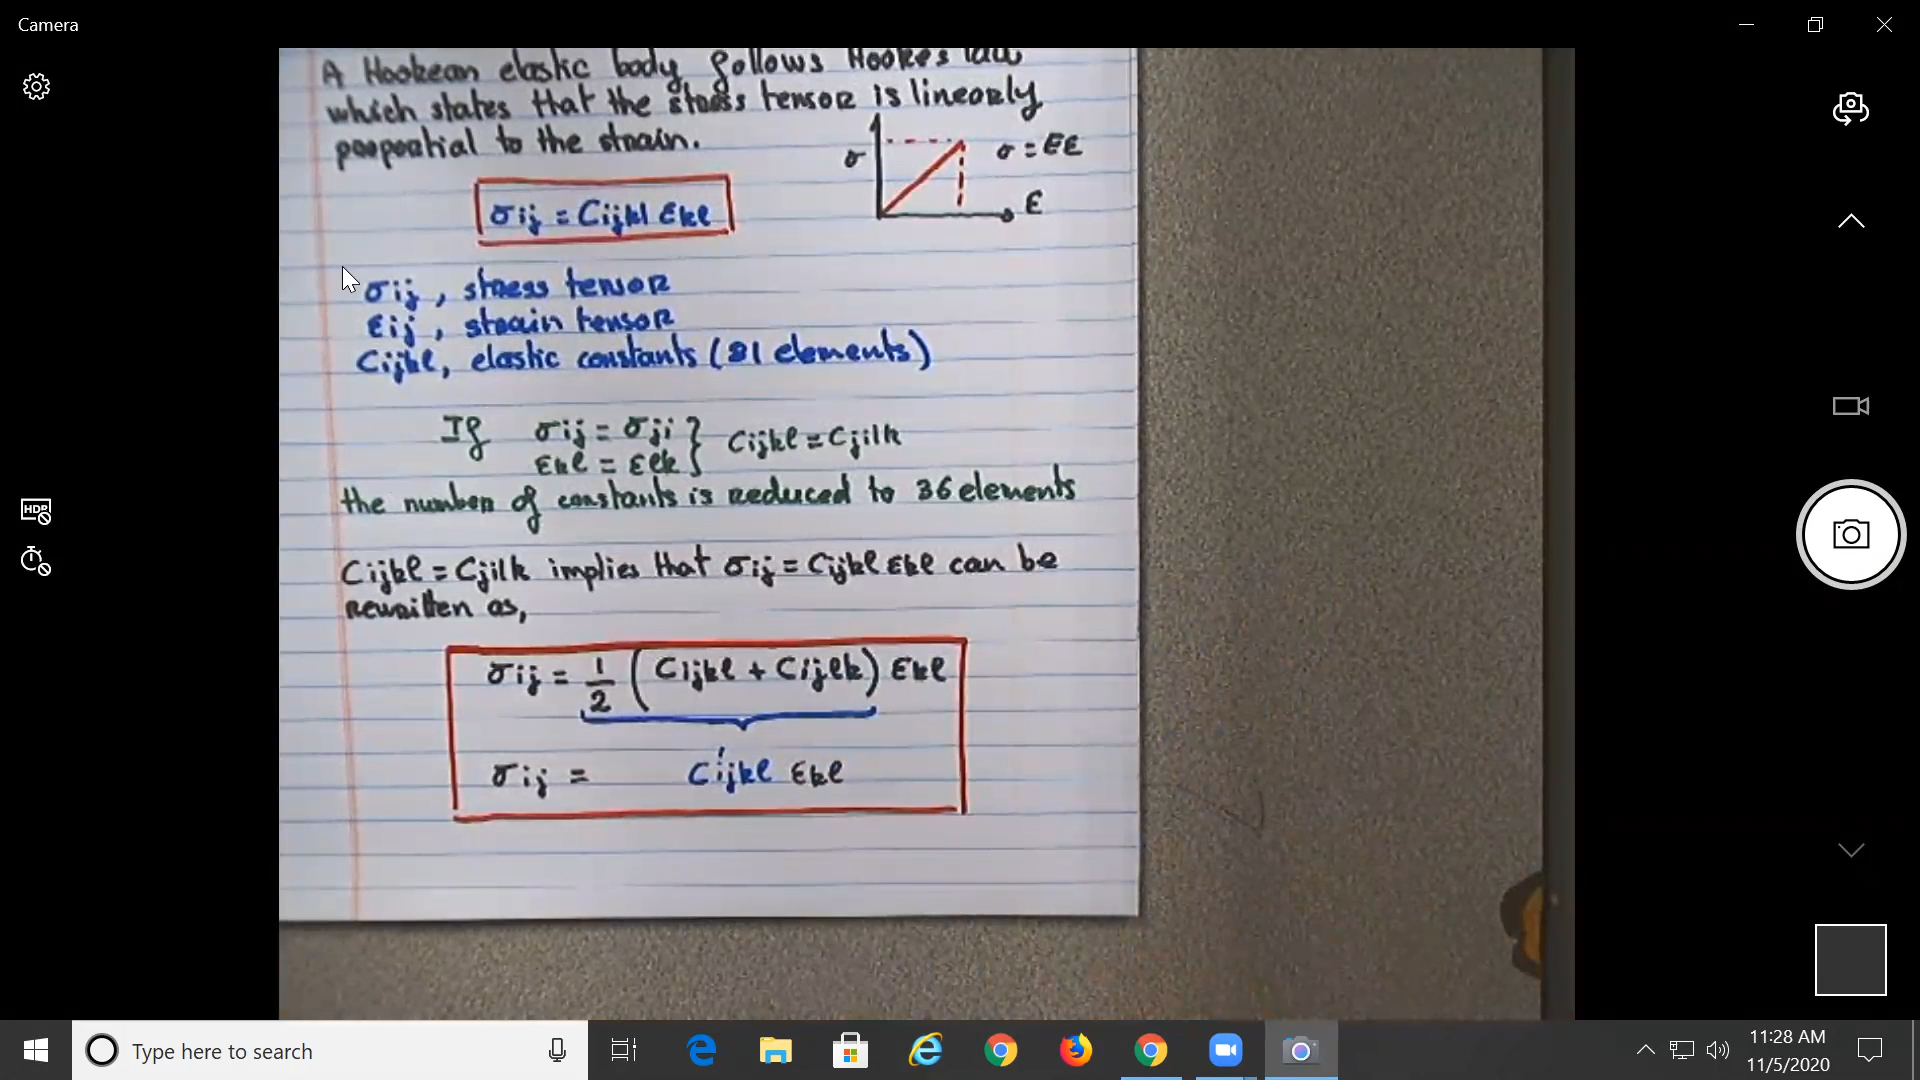 Camera
A Hookean elastic body follows Hooke's law
which states that the stress tensor is linearly
proportial to the strain.
σ
σ = Eε
ε
σij = Cijkl εkl
σij , stress tensor
εij , strain tensor
Cijkl, elastic constants (81 elements)
If σij = σji } Cijkl = Cjilk
εkl = εlk
the number of constants is reduced to 36 elements
Cijkl = Cjilk implies that σij = Cijkl εkl can be
rewritten as,
σij = 1/2 ( Cijkl + Cijlk) εkl
σij = C'ijkl εkl
HDR
Type here to search
11:28 AM
11/5/2020